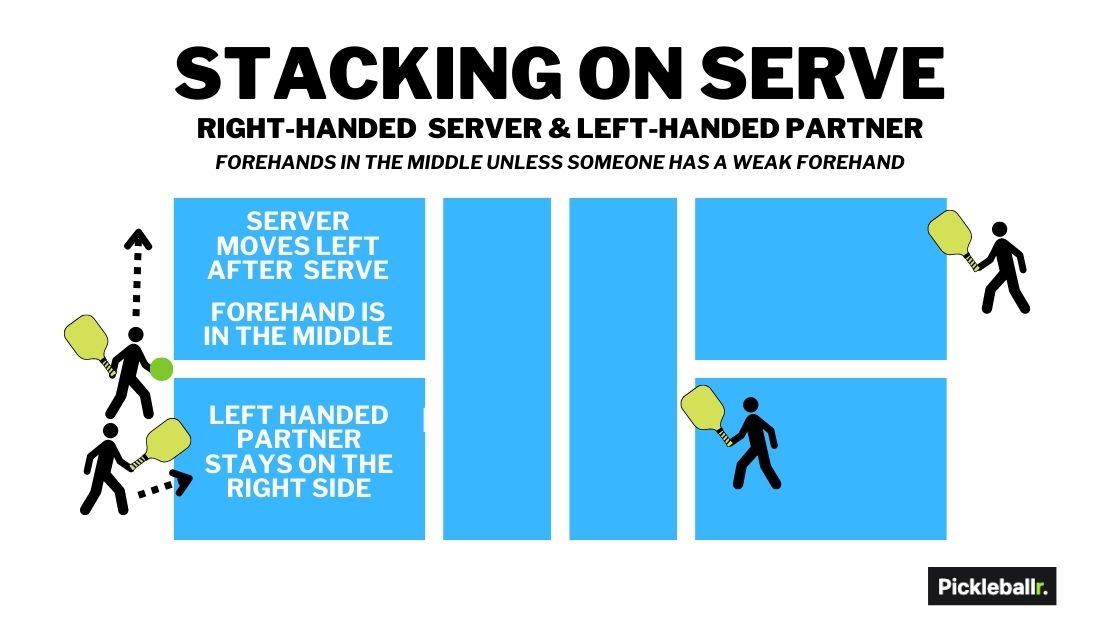 STACKING ON SERVE
RIGHT-HANDED SERVER & LEFT-HANDED PARTNER
FOREHANDS IN THE MIDDLE UNLESS SOMEONE HAS A WEAK FOREHAND
SERVER
MOVES LEFT
AFTER SERVE
FOREHAND IS
IN THE MIDDLE
LEFT HANDED
PARTNER
STAYS ON THE
RIGHT SIDE
Pickleballr.